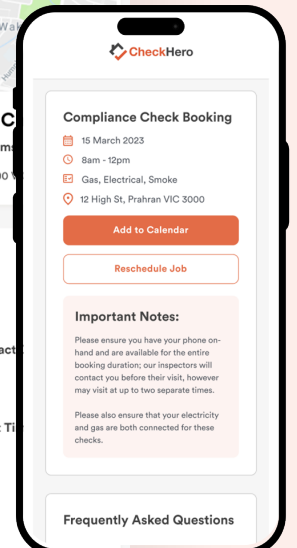 CheckHero
Compliance Check Booking
15 March 2023
8am - 12pm
Gas, Electrical, Smoke
12 High St, Prahran VIC 3000
Add to Calendar
Reschedule Job
Important Notes:
Please ensure you have your phone on-
hand and are available for the entire
booking duration; our inspectors will
contact you before their visit, however
may visit at up to two separate times.
Please also ensure that your electricity
and gas are both connected for these
checks.
Frequently Asked Questions